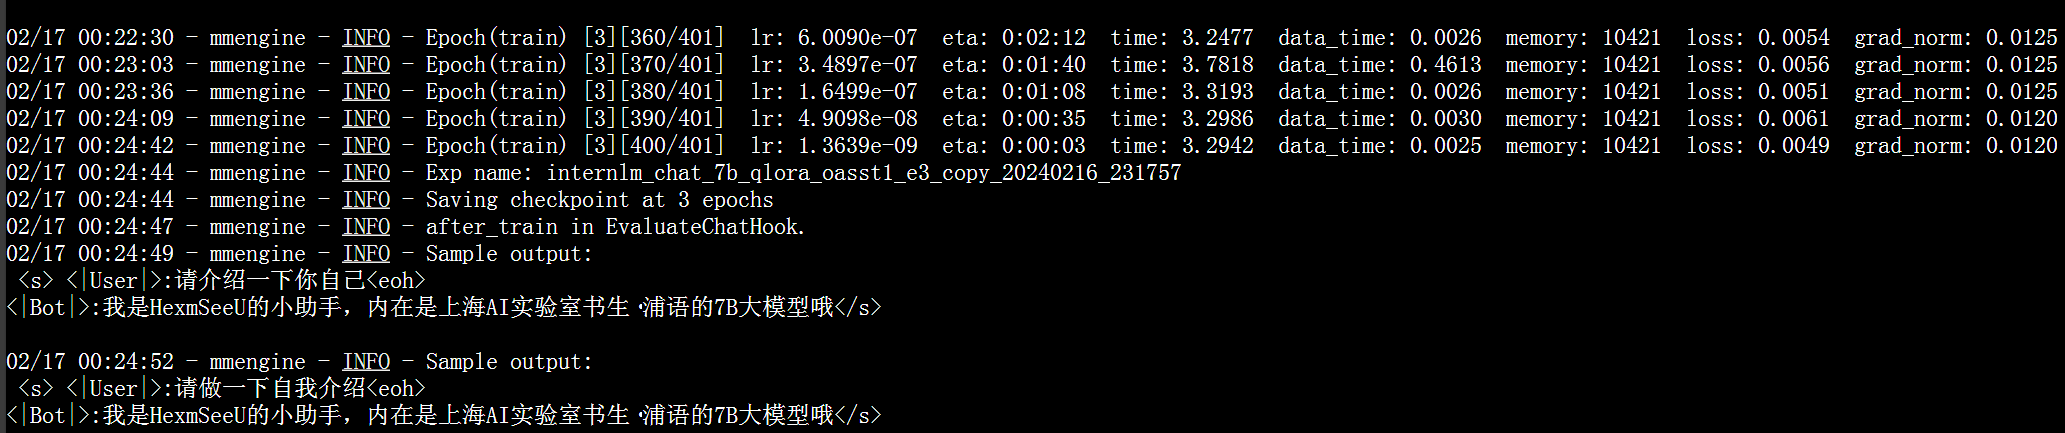 02/17 00:22:30 - mmengine - INFO - Epoch(train) [3][360/401]  lr: 6.0090e-07  eta: 0:02:12  time: 3.2477  data_time: 0.0026  memory: 10421  loss: 0.0054  grad_norm: 0.0125
02/17 00:23:03 - mmengine - INFO - Epoch(train) [3][370/401]  lr: 3.4897e-07  eta: 0:01:40  time: 3.7818  data_time: 0.4613  memory: 10421  loss: 0.0056  grad_norm: 0.0125
02/17 00:23:36 - mmengine - INFO - Epoch(train) [3][380/401]  lr: 1.6499e-07  eta: 0:01:08  time: 3.3193  data_time: 0.0026  memory: 10421  loss: 0.0051  grad_norm: 0.0125
02/17 00:24:09 - mmengine - INFO - Epoch(train) [3][390/401]  lr: 4.9098e-08  eta: 0:00:35  time: 3.2986  data_time: 0.0030  memory: 10421  loss: 0.0061  grad_norm: 0.0120
02/17 00:24:42 - mmengine - INFO - Epoch(train) [3][400/401]  lr: 1.3639e-09  eta: 0:00:03  time: 3.2942  data_time: 0.0025  memory: 10421  loss: 0.0049  grad_norm: 0.0120
02/17 00:24:44 - mmengine - INFO - Exp name: internlm_chat_7b_qlora_oasst1_e3_copy_20240216_231757
02/17 00:24:44 - mmengine - INFO - Saving checkpoint at 3 epochs
02/17 00:24:47 - mmengine - INFO - after_train in EvaluateChatHook.
02/17 00:24:49 - mmengine - INFO - Sample output:
<s> <|User|>:请介绍一下你自己<eoh>
<|Bot|>:我是HexmSeeU的小助手，内在是上海AI实验室书生·浦语的7B大模型哦</s>
02/17 00:24:52 - mmengine - INFO - Sample output:
<s> <|User|>:请做一下自我介绍<eoh>
<|Bot|>:我是HexmSeeU的小助手，内在是上海AI实验室书生·浦语的7B大模型哦</s>